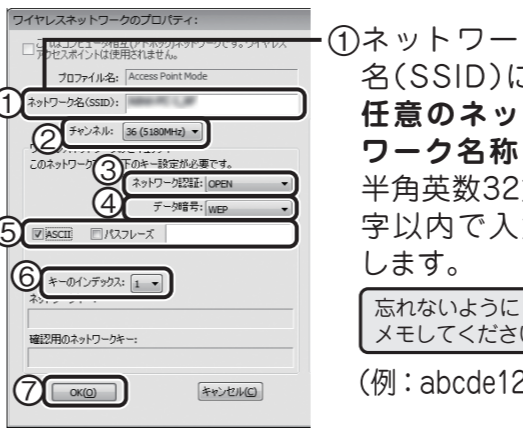 ワイヤレスネットワークのプロパティ:
これはコンピュータ相互(アドホック)ネットワークです。ワイヤレス
アクセスポイントは使用されません。
プロファイル名: Access Point Mode
① ネットワーク名(SSID):
② チャンネル: 36 (5180MHz)
このネットワーク 下のキー設定が必要です。
③ ネットワーク認証: OPEN
④ データ暗号: WEP
⑤ ASCII パスフレーズ
⑥ キーのインデックス: 1
確認用のネットワークキー:
⑦ OK(O) キャンセル(C)
①ネットワー
名(SSID)に
任意のネッ
ワーク名称
半角英数32
字以内で入
します。
忘れないように
メモしてくださ
(例:abcde12